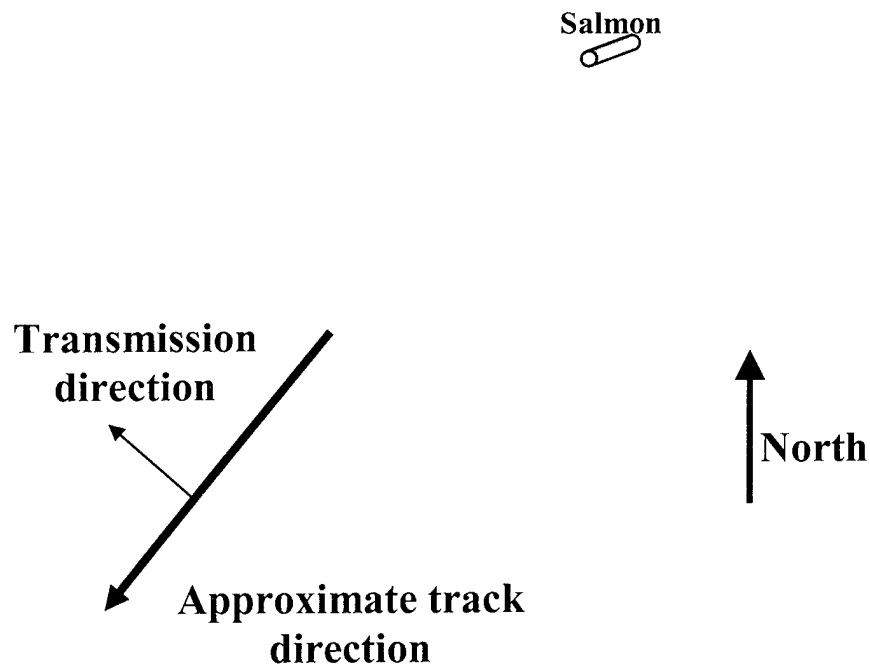 Salmon
Transmission
direction
North
Approximate track
direction